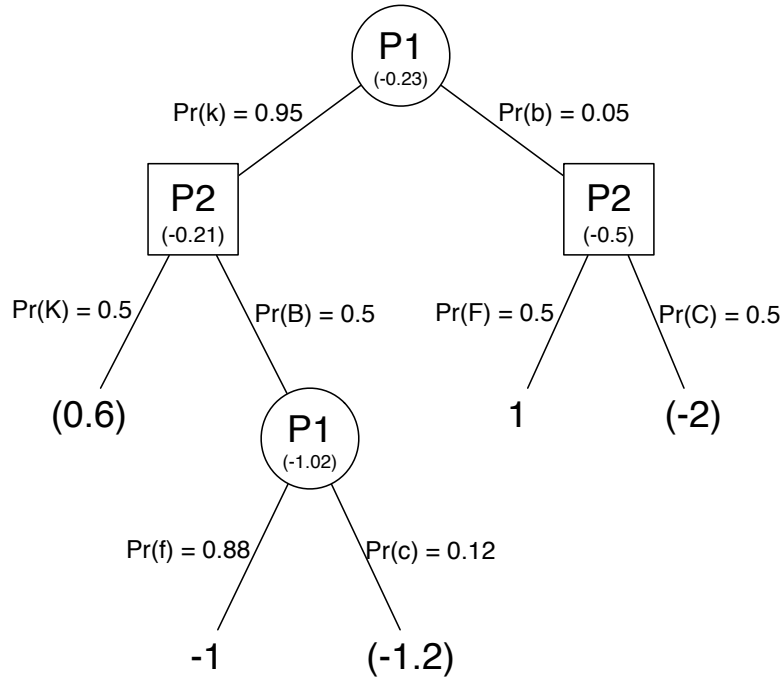 P1
(-0.23)
Pr(k) = 0.95
Pr(b) = 0.05
P2
(-0.21)
P2
(-0.5)
Pr(K) = 0.5
Pr(B) = 0.5
Pr(F) = 0.5
Pr(C) = 0.5
(0.6)
P1
(-1.02)
1
(-2)
Pr(f) = 0.88
Pr(c) = 0.12
-1
(-1.2)